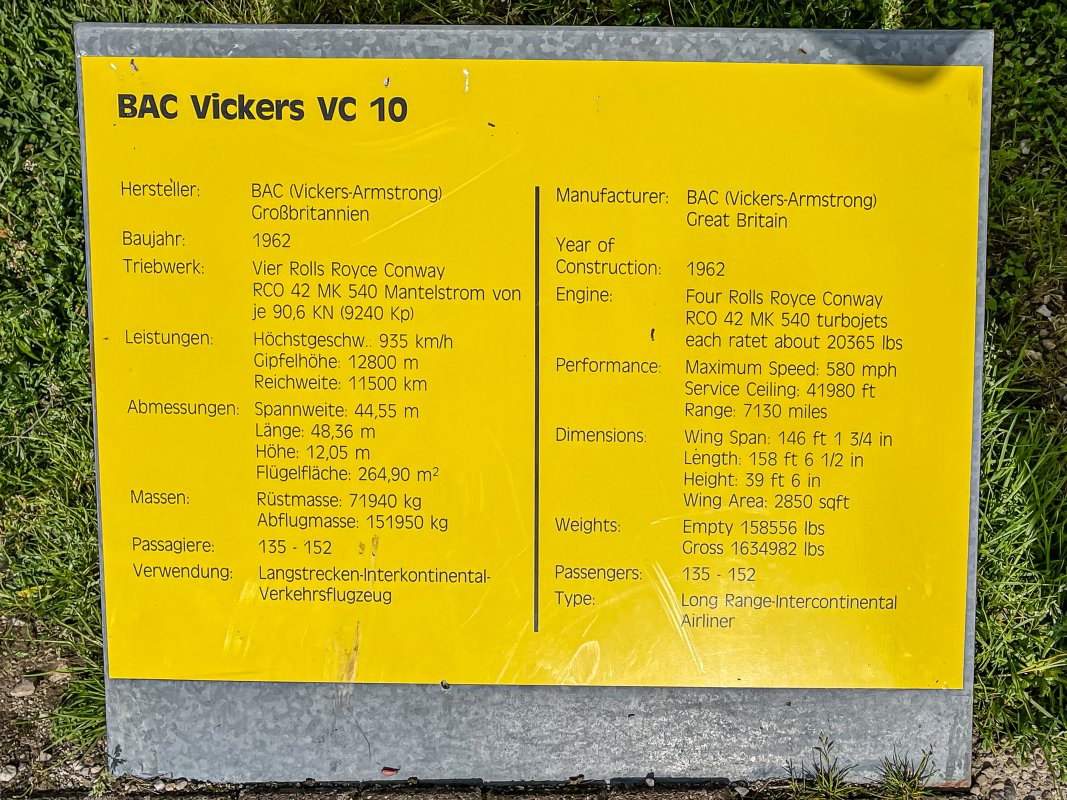 BAC Vickers VC 10
Hersteller: BAC (Vickers-Armstrong)
Großbritannien
Baujahr: 1962
Triebwerk: Vier Rolls Royce Conway
RCO 42 MK 540 Mantelstrom von
je 90,6 KN (9240 Kp)
Leistungen: Höchstgeschw.: 935 km/h
Gipfelhöhe: 12800 m
Reichweite: 11500 km
Abmessungen: Spannweite: 44,55 m
Länge: 48,36 m
Höhe: 12,05 m
Flügelfläche: 264,90 m²
Massen: Rüstmasse: 71940 kg
Abflugmasse: 151950 kg
Passagiere: 135 - 152
Verwendung: Langstrecken-Interkontinental-
Verkehrsflugzeug
Manufacturer: BAC (Vickers-Armstrong)
Great Britain
Year of
Construction: 1962
Engine: Four Rolls Royce Conway
RCO 42 MK 540 turbojets
each ratet about 20365 lbs
Performance: Maximum Speed: 580 mph
Service Ceiling: 41980 ft
Range: 7130 miles
Dimensions: Wing Span: 146 ft 1 3/4 in
Length: 158 ft 6 1/2 in
Height: 39 ft 6 in
Wing Area: 2850 sqft
Weights: Empty 158556 lbs
Gross 1634982 lbs
Passengers: 135 - 152
Type: Long Range-Intercontinental
Airliner